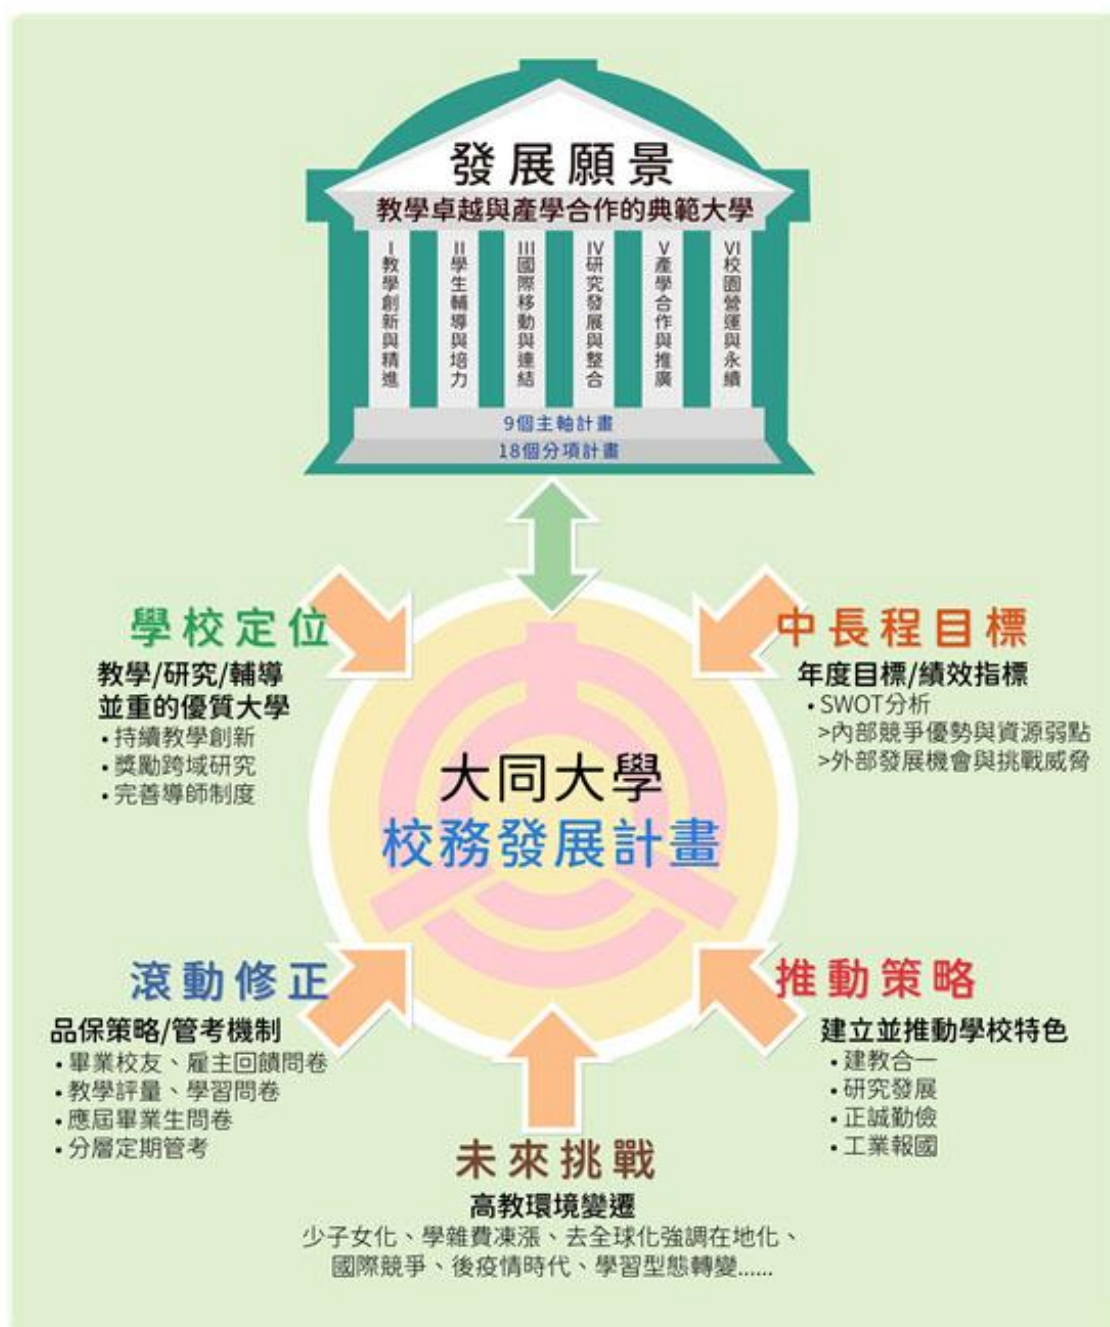 發展願景
教學卓越與產學合作的典範大學
I教學創新與精進
II學生輔導與培力
III國際移動與連結
IV研究發展與整合
V產學合作與推廣
VI校園營運與永續
9個主軸計畫
18個分項計畫
學校定位
教學/研究/輔導
並重的優質大學
•持續教學創新
•獎勵跨域研究
•完善導師制度
中長程目標
年度目標/績效指標
•SWOT分析
>內部競爭優勢與資源弱點
>外部發展機會與挑戰威脅
大同大學
校務發展計畫
滾動修正
品保策略/管考機制
•畢業校友、雇主回饋問卷
•教學評量、學習問卷
•應屆畢業生問卷
•分層定期管考
推動策略
建立並推動學校特色
•建教合一
•研究發展
•正誠勤儉
•工業報國
未來挑戰
高教環境變遷
少子女化、學雜費凍漲、去全球化強調在地化、
國際競爭、後疫情時代、學習型態轉變......